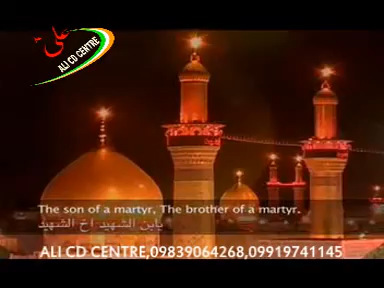 علی
ALI CD CENTRE
The son of a martyr, The brother of a martyr.
يابن الشهيد اخ الشهيد
ALI CD CENTRE,09839064268,09919741145